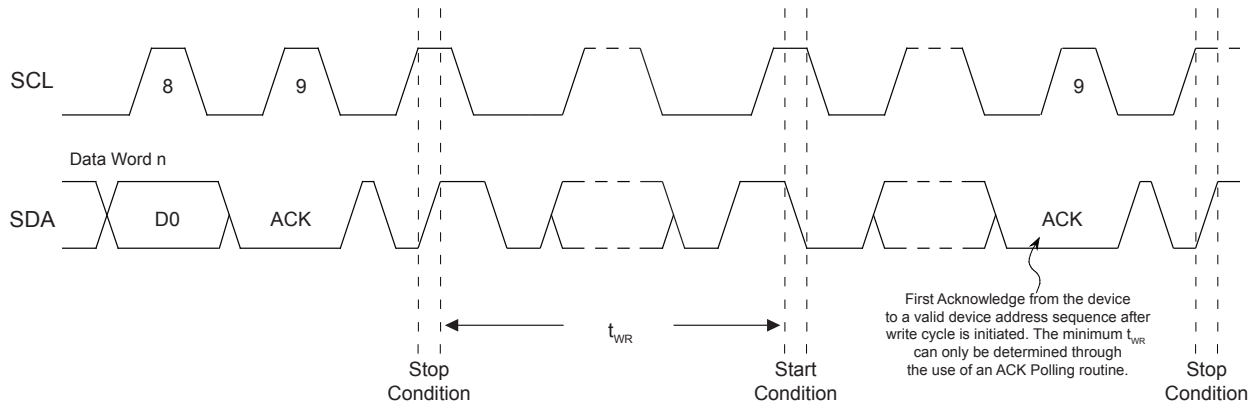 SCL
8
9
9
Data Word n
SDA
D0
ACK
ACK
First Acknowledge from the device
to a valid device address sequence after
write cycle is initiated. The minimum tWR
can only be determined through
the use of an ACK Polling routine.
tWR
Stop
Condition
Start
Condition
Stop
Condition